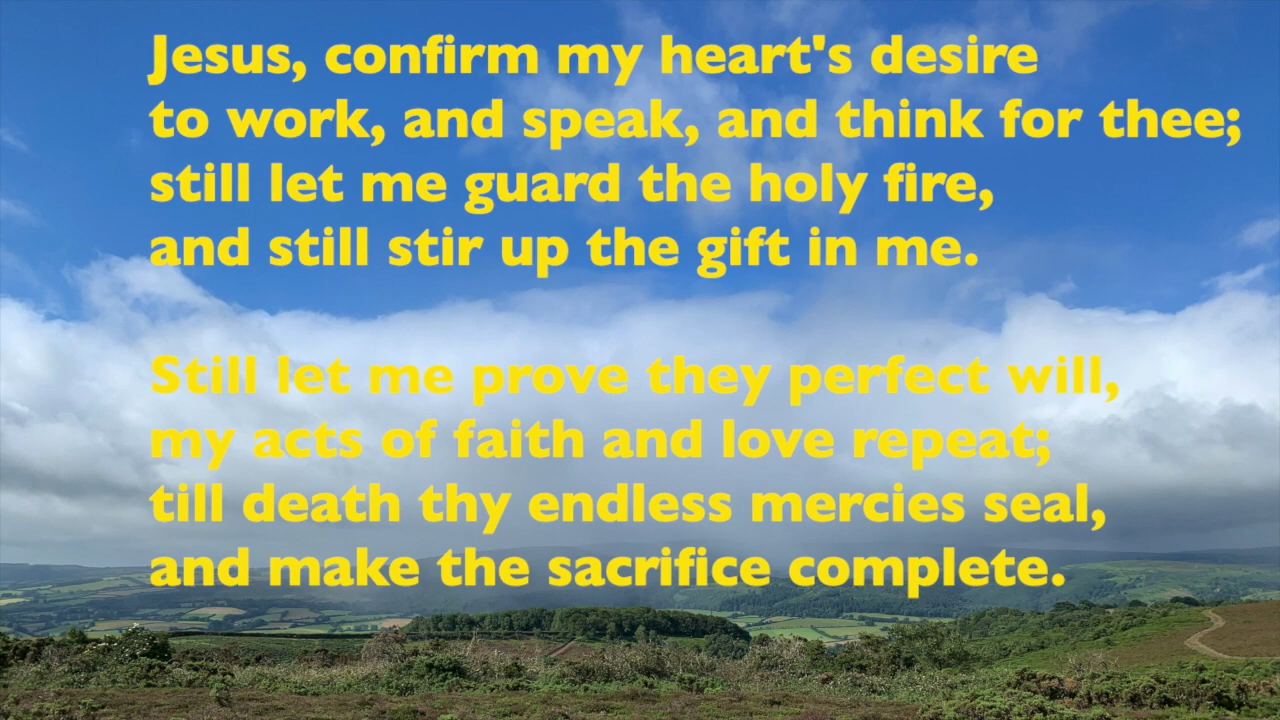 Jesus, confirm my heart's desire
to work, and speak, and think for thee;
still let me guard the holy fire,
and still stir up the gift in me.
Still let me prove they perfect will,
my acts of faith and love repeat;
till death thy endless mercies seal,
and make the sacrifice complete.